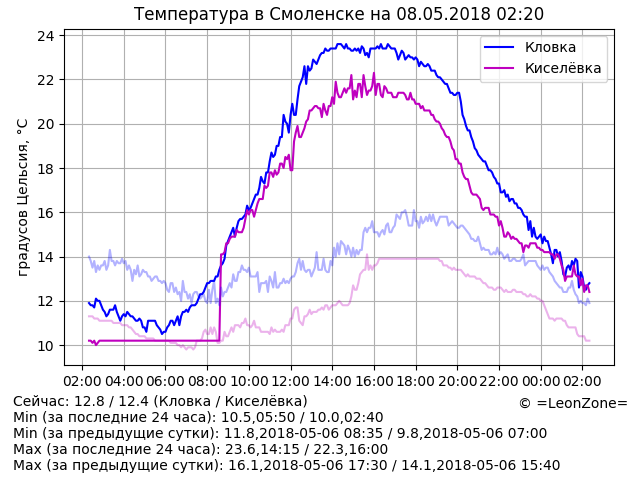 Температура в Смоленске на 08.05.2018 02:20
24
22
20
18
16
14
12
10
градусов Цельсия, °C
Кловка
Киселёвка
02:00 04:00 06:00 08:00 10:00 12:00 14:00 16:00 18:00 20:00 22:00 00:00 02:00
Сейчас: 12.8 / 12.4 (Кловка / Киселёвка)
© =LeonZone=
Min (за последние 24 часа): 10.5,05:50 / 10.0,02:40
Min (за предыдущие сутки): 11.8,2018-05-06 08:35 / 9.8,2018-05-06 07:00
Max (за последние 24 часа): 23.6,14:15 / 22.3,16:00
Max (за предыдущие сутки): 16.1,2018-05-06 17:30 / 14.1,2018-05-06 15:40